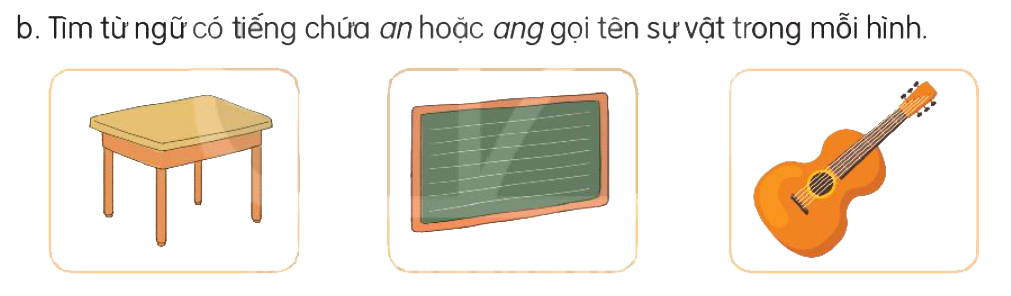 b. Tìm từ ngữ có tiếng chứa an hoặc ang gọi tên sự vật trong mỗi hình.